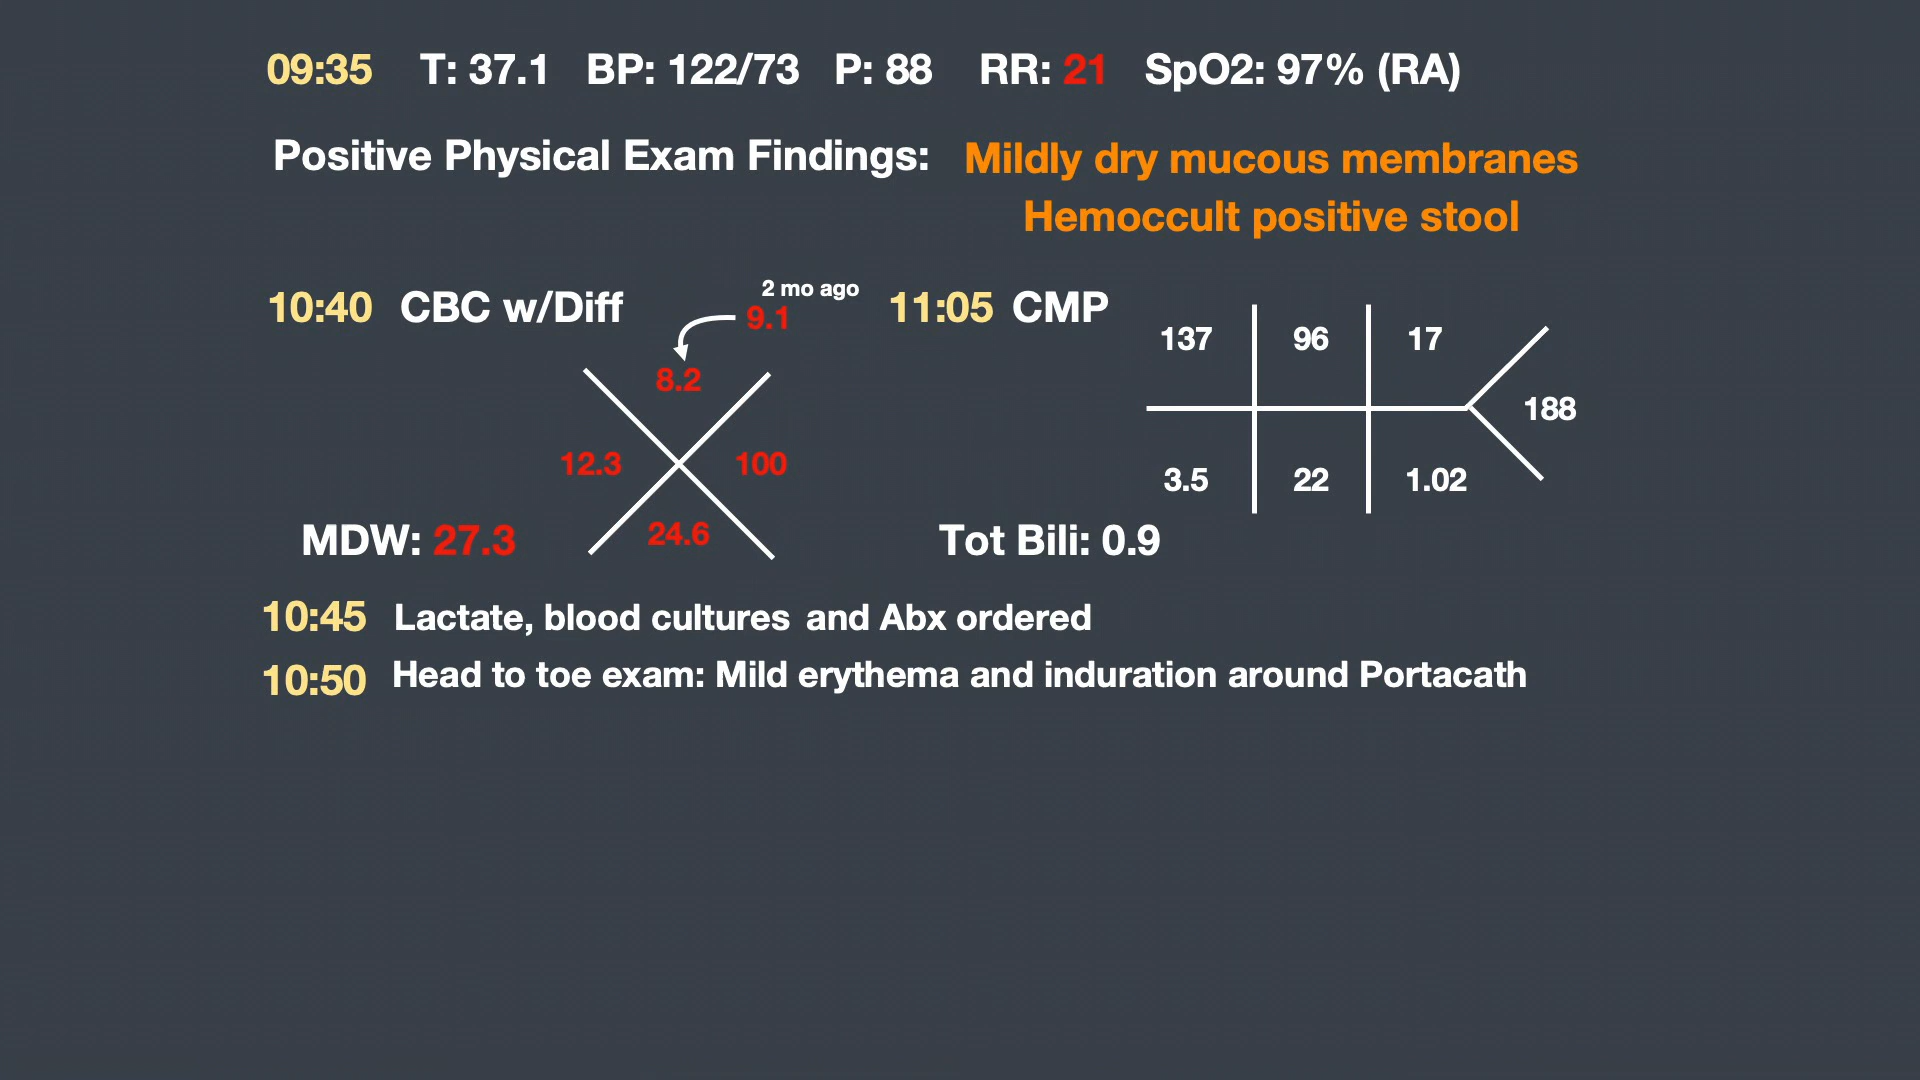 09:35 T: 37.1 BP: 122/73 P: 88 RR: 21 SpO2: 97% (RA)
Positive Physical Exam Findings: Mildly dry mucous membranes
Hemoccult positive stool
10:40 CBC w/Diff
2 mo ago
9.1
8.2
12.3 100
24.6
MDW: 27.3
11:05 CMP
137 96 17
188
3.5 22 1.02
Tot Bili: 0.9
10:45 Lactate, blood cultures and Abx ordered
10:50 Head to toe exam: Mild erythema and induration around Portacath